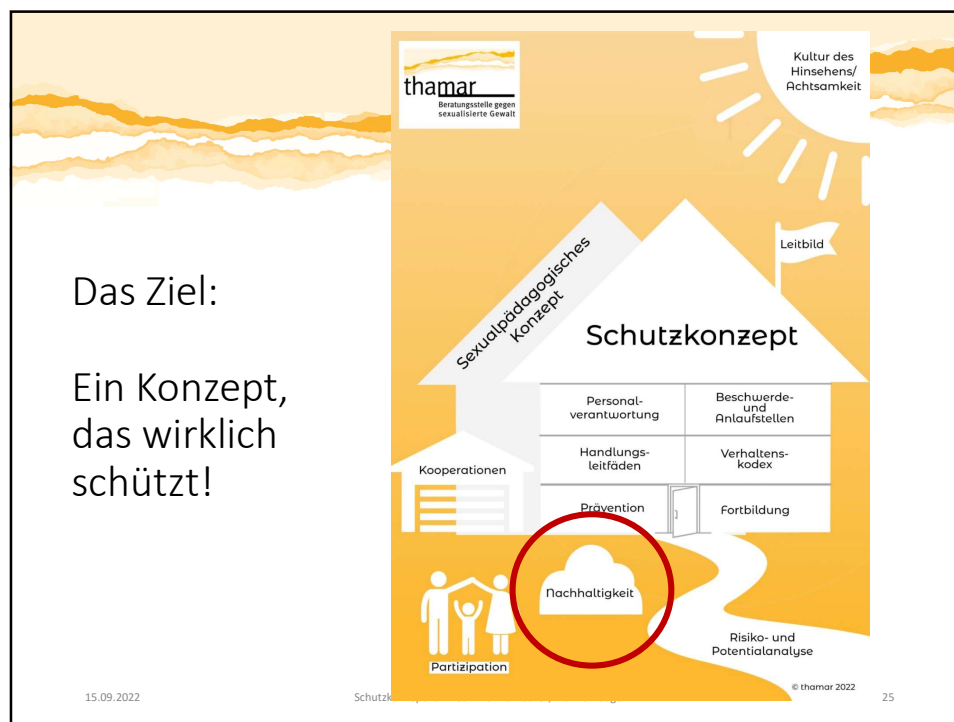 thamar
Beratungsstelle gegen
sexualisierte Gewalt
Kultur des
Hinsehens/
Achtsamkeit
Leitbild
Das Ziel:
Ein Konzept,
das wirklich
schützt!
Sexualpädagogisches
Konzept
Schutzkonzept
Personal-
verantwortung
Beschwerde-
und
Anlaufstellen
Handlungs-
leitfäden
Verhaltens-
kodex
Prävention
Fortbildung
Kooperationen
Nachhaltigkeit
Partizipation
Risiko- und
Potentialanalyse
© thamar 2022
15.09.2022
25